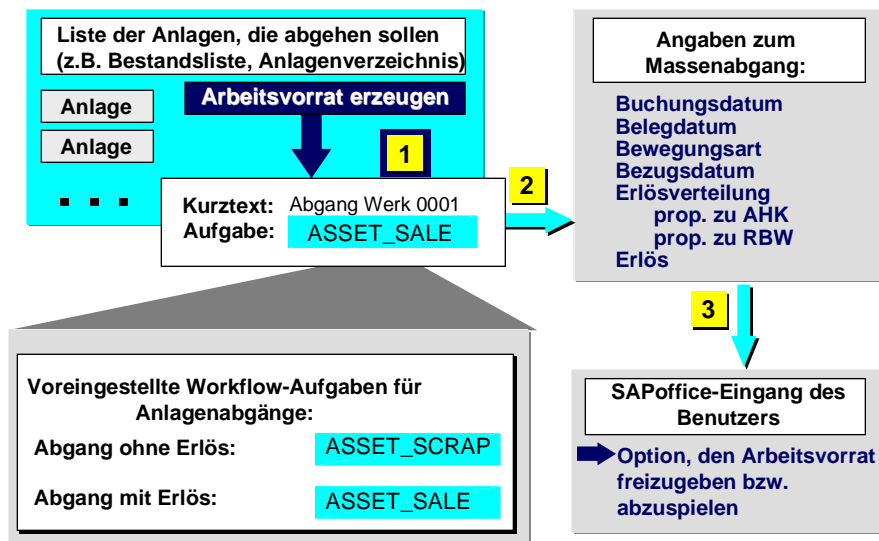 Liste der Anlagen, die abgehen sollen
(z.B. Bestandsliste, Anlagenverzeichnis)
Arbeitsvorrat erzeugen
Anlage
Anlage
. . .
1
Kurztext: Abgang Werk 0001
Aufgabe: ASSET_SALE
2
Angaben zum
Massenabgang:
Buchungsdatum
Belegdatum
Bewegungsart
Bezugsdatum
Erlösverteilung
prop. zu AHK
prop. zu RBW
Erlös
3
Voreingestellte Workflow-Aufgaben für
Anlagenabgänge:
Abgang ohne Erlös: ASSET_SCRAP
Abgang mit Erlös: ASSET_SALE
SAPoffice-Eingang des
Benutzers
Option, den Arbeitsvorrat
freizugeben bzw.
abzuspielen